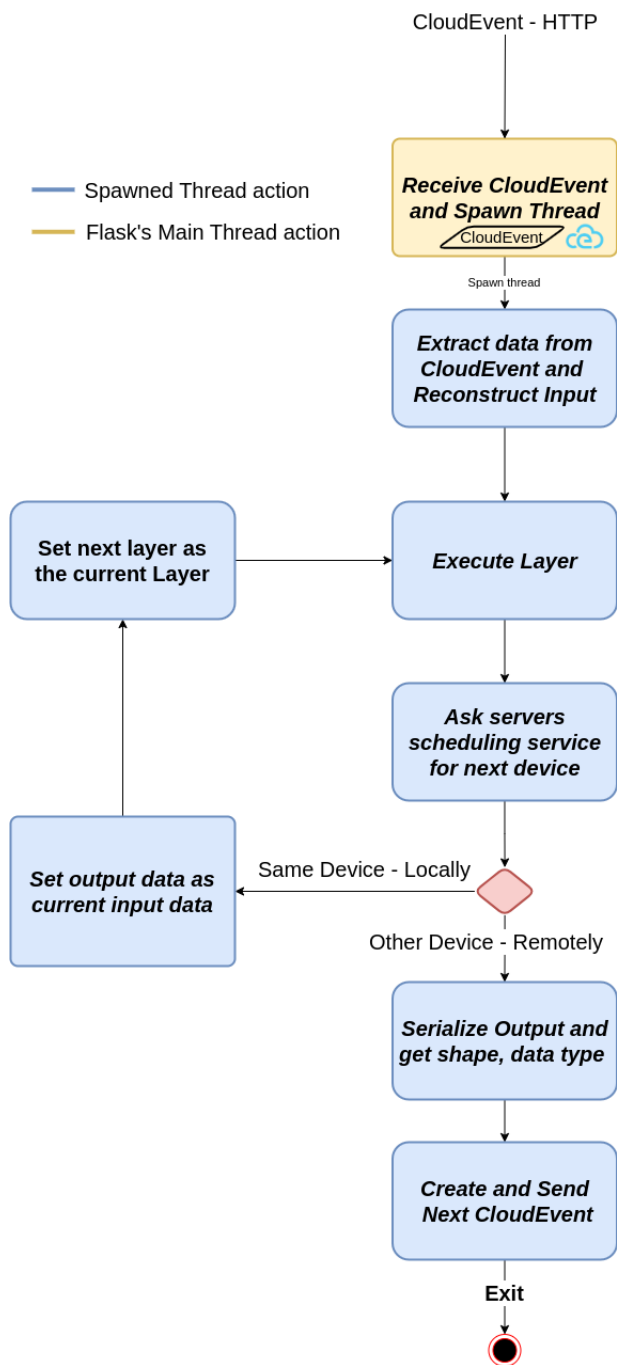 CloudEvent - HTTP
Spawned Thread action
Flask's Main Thread action
Receive CloudEvent
and Spawn Thread
CloudEvent
Spawn thread
Extract data from
CloudEvent and
Reconstruct Input
Set next layer as
the current Layer
Execute Layer
Ask servers
scheduling service
for next device
Same Device - Locally
Set output data as
current input data
Other Device - Remotely
Serialize Output and
get shape, data type
Create and Send
Next CloudEvent
Exit